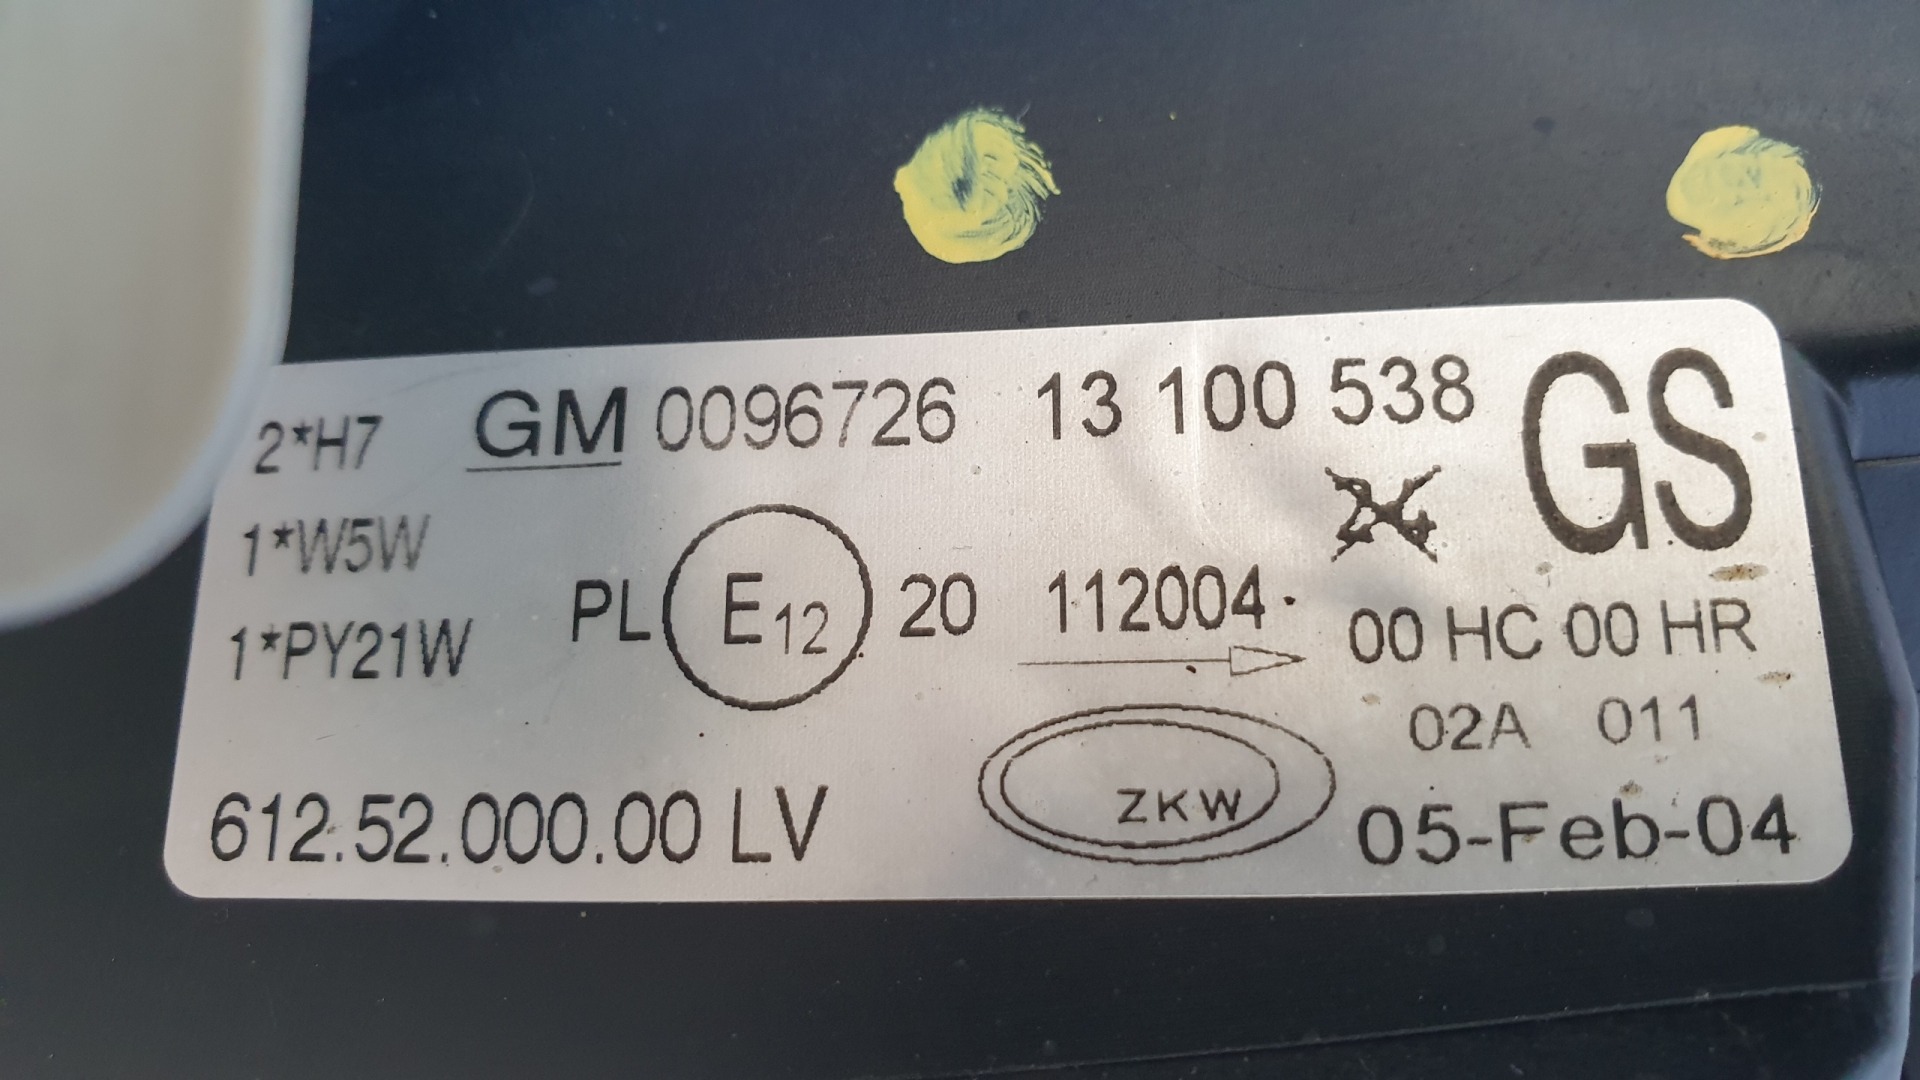 2*H7 GM 0096726 13 100 538 GS
1*W5W
1*PY21W PL E12 20 112004 00 HC 00 HR
02A 011
612.52.000.00 LV ZKW 05-Feb-04